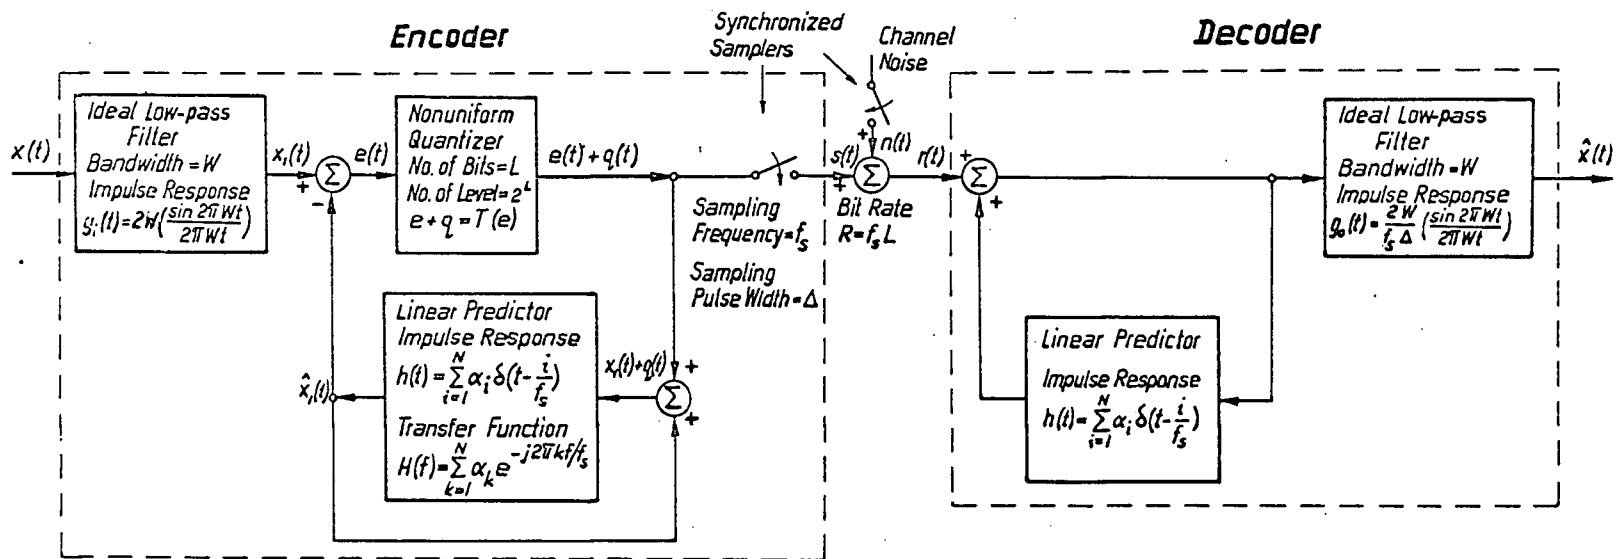 Encoder
Synchronized
Samplers
Channel
Noise
Decoder
x(t)
Ideal Low-pass
Filter
Bandwidth = W
Impulse Response
g_i(t) = 2W(sin 2πWt / 2πWt)
x₁(t)
+
Σ
-
e(t)
Nonuniform
Quantizer
No. of Bits = L
No. of Level = 2^L
e + q = T(e)
e(t) + q(t)
Sampling
Frequency = f_s
Sampling
Pulse Width = Δ
s(t)
+
n(t)
+
Σ
r(t)
Bit Rate
R = f_s L
Linear Predictor
Impulse Response
h(t) = Σ_{i=1}^{N} α_i δ(t - i/f_s)
Transfer Function
H(f) = Σ_{k=1}^{N} α_k e^{-j2πkf/f_s}
x̂₁(t)
x₁(t) + q(t)
+
Σ
+
+
Σ
+
Linear Predictor
Impulse Response
h(t) = Σ_{i=1}^{N} α_i δ(t - i/f_s)
Ideal Low-pass
Filter
Bandwidth = W
Impulse Response
g_o(t) = 2W/(f_s Δ) (sin 2πWt / 2πWt)
x̂(t)